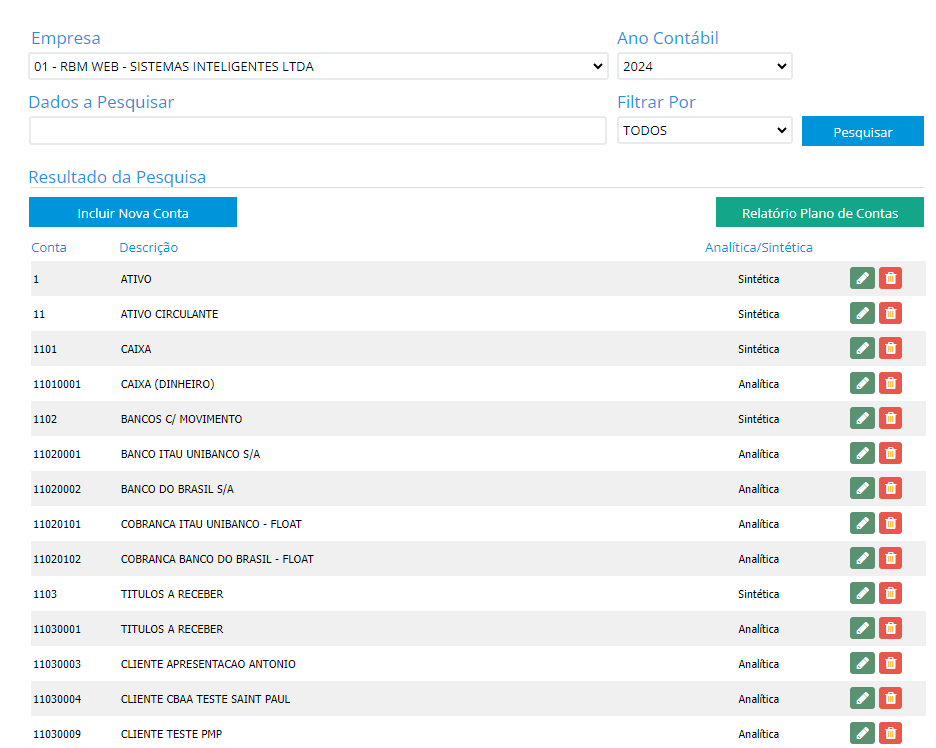 Empresa Ano Contábil
01 - RBM WEB - SISTEMAS INTELIGENTES LTDA 2024
Dados a Pesquisar Filtrar Por
TODOS Pesquisar
Resultado da Pesquisa
Incluir Nova Conta Relatório Plano de Contas
Conta Descrição Analítica/Sintética
1 ATIVO Sintética
11 ATIVO CIRCULANTE Sintética
1101 CAIXA Sintética
11010001 CAIXA (DINHEIRO) Analítica
1102 BANCOS C/ MOVIMENTO Sintética
11020001 BANCO ITAU UNIBANCO S/A Analítica
11020002 BANCO DO BRASIL S/A Analítica
11020101 COBRANCA ITAU UNIBANCO - FLOAT Analítica
11020102 COBRANCA BANCO DO BRASIL - FLOAT Analítica
1103 TITULOS A RECEBER Sintética
11030001 TITULOS A RECEBER Analítica
11030003 CLIENTE APRESENTACAO ANTONIO Analítica
11030004 CLIENTE CBAA TESTE SAINT PAUL Analítica
11030009 CLIENTE TESTE PMP Analítica